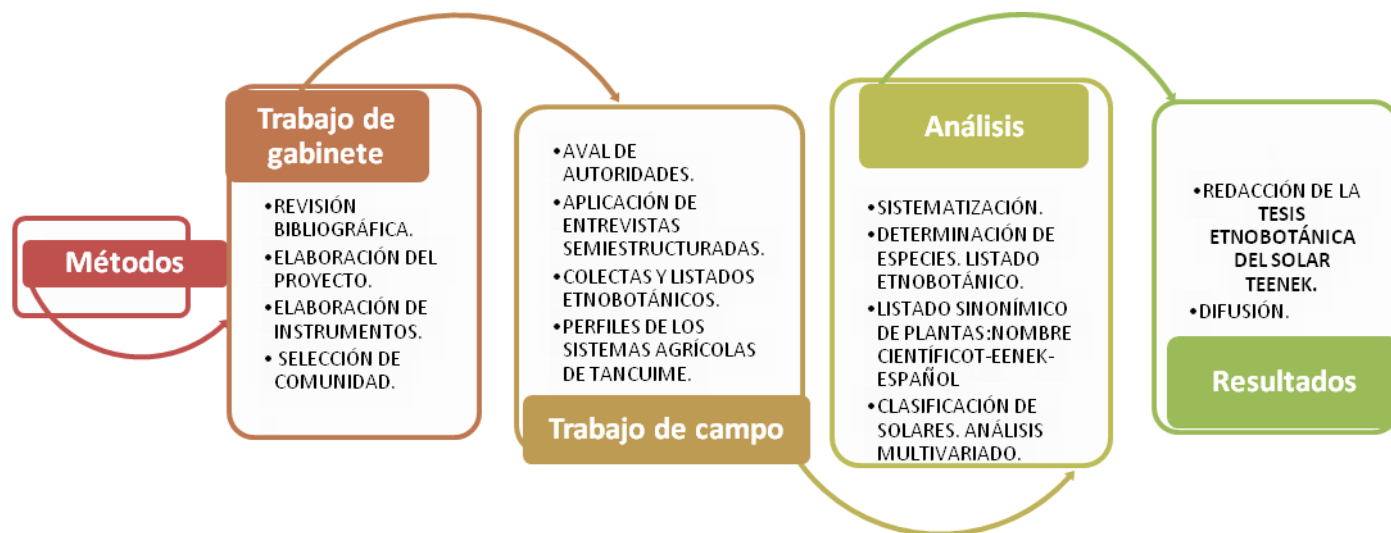 Métodos
Trabajo de
gabinete
•REVISIÓN
BIBLIOGRÁFICA.
•ELABORACIÓN DEL
PROYECTO.
•ELABORACIÓN DE
INSTRUMENTOS.
• SELECCIÓN DE
COMUNIDAD.
•AVAL DE
AUTORIDADES.
•APLICACIÓN DE
ENTREVISTAS
SEMIESTRUCTURADAS.
•COLECTAS Y LISTADOS
ETNOBOTÁNICOS.
•PERFILES DE LOS
SISTEMAS AGRÍCOLAS
DE TANCUIME.
Trabajo de campo
Análisis
•SISTEMATIZACIÓN.
•DETERMINACIÓN DE
ESPECIES. LISTADO
ETNOBOTÁNICO.
•LISTADO SINONÍMICO
DE PLANTAS:NOMBRE
CIENTÍFICOT-EENEK-
ESPAÑOL
•CLASIFICACIÓN DE
SOLARES. ANÁLISIS
MULTIVARIADO.
•REDACCIÓN DE LA
TESIS
ETNOBOTÁNICA
DEL SOLAR
TEENEK.
•DIFUSIÓN.
Resultados